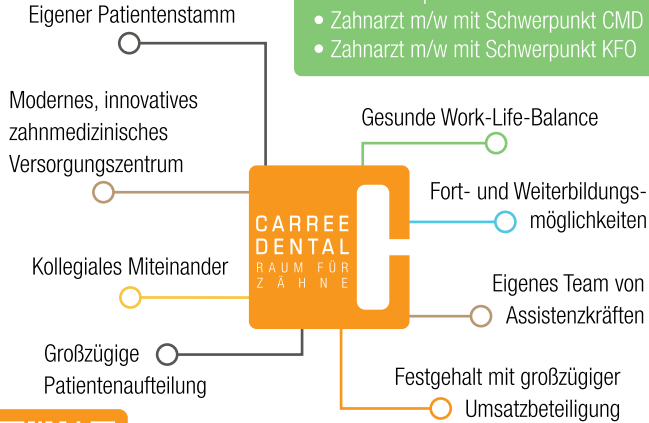 • Zahnarzt m/w mit Schwerpunkt CMD
• Zahnarzt m/w mit Schwerpunkt KFO
Eigener Patientenstamm
Modernes, innovatives
zahnmedizinisches
Versorgungszentrum
Kollegiales Miteinander
Großzügige
Patientenaufteilung
CARREE
DENTAL
RAUM FÜR
ZÄHNE
Gesunde Work-Life-Balance
Fort- und Weiterbildungs-
möglichkeiten
Eigenes Team von
Assistenzkräften
Festgehalt mit großzügiger
Umsatzbeteiligung